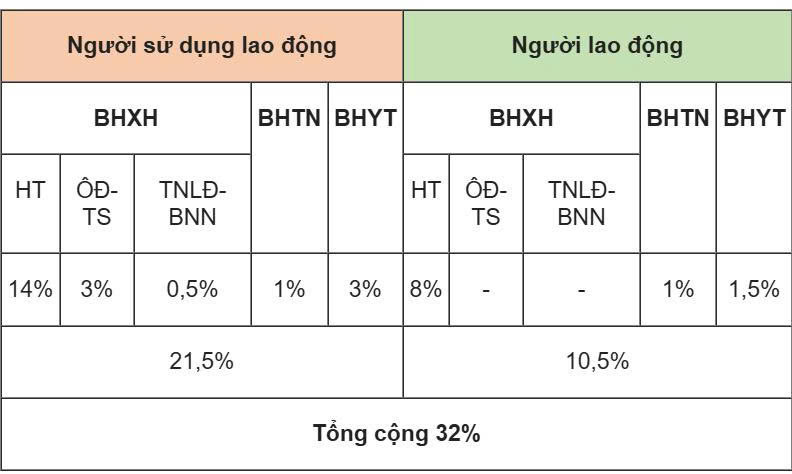 Người sử dụng lao động Người lao động
BHXH BHTN BHYT BHXH BHTN BHYT
HT ÔĐ- TNLĐ- HT ÔĐ- TNLĐ-
TS BNN TS BNN
14% 3% 0,5% 1% 3% 8% - - 1% 1,5%
21,5% 10,5%
Tổng cộng 32%